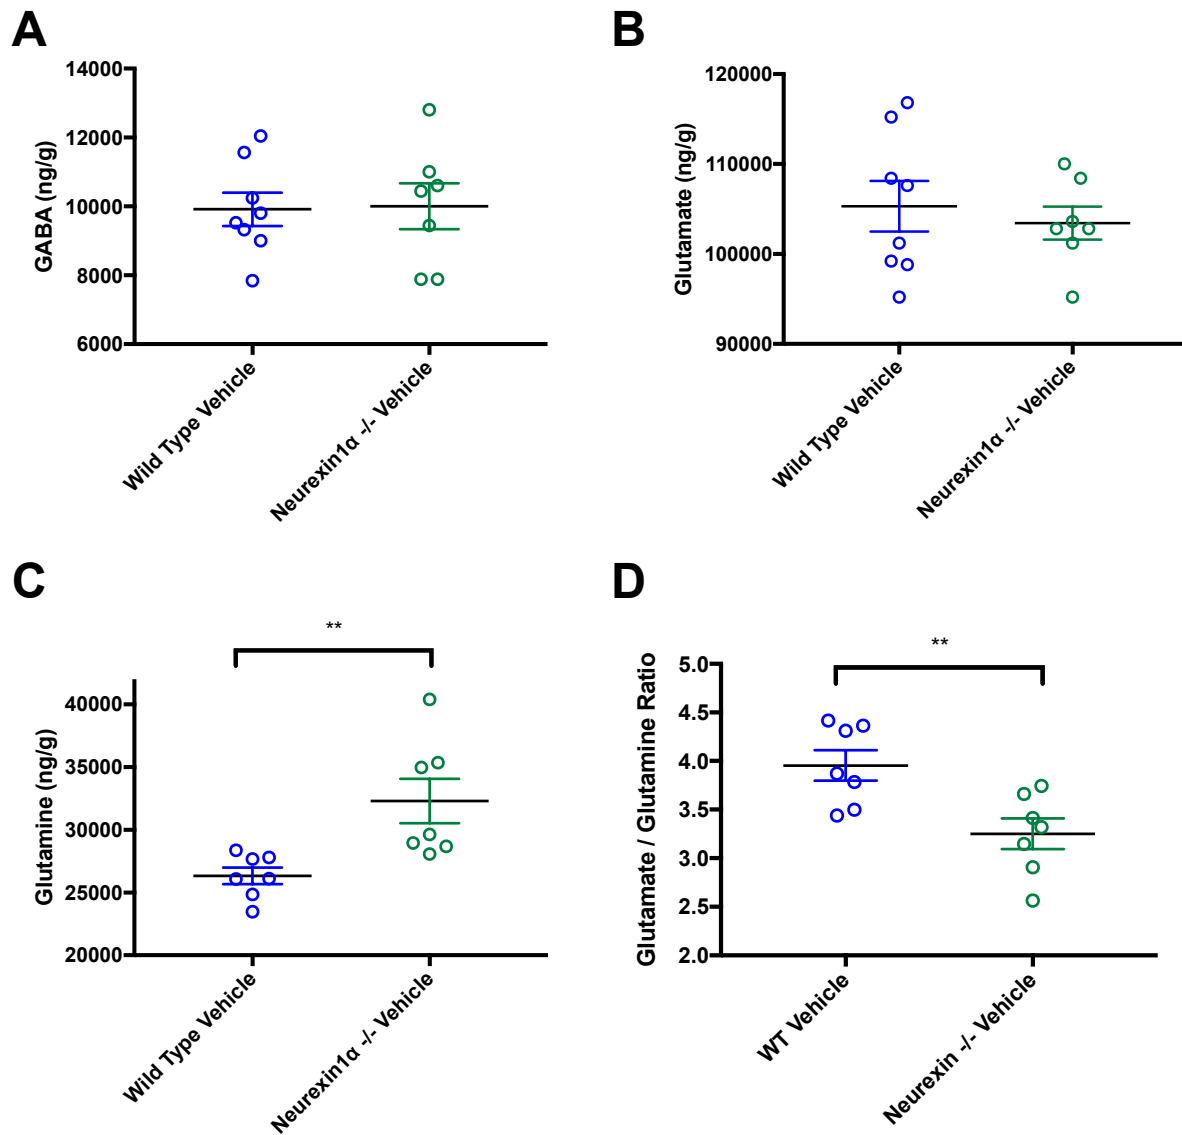 A
GABA (ng/g)
14000
12000
10000
8000
6000
Wild Type Vehicle
Neurexin1α -/- Vehicle
B
Glutamate (ng/g)
120000
110000
100000
90000
Wild Type Vehicle
Neurexin1α -/- Vehicle
C
**
Glutamine (ng/g)
40000
35000
30000
25000
20000
Wild Type Vehicle
Neurexin1α -/- Vehicle
D
**
Glutamate / Glutamine Ratio
5.0
4.5
4.0
3.5
3.0
2.5
2.0
WT Vehicle
Neurexin -/- Vehicle